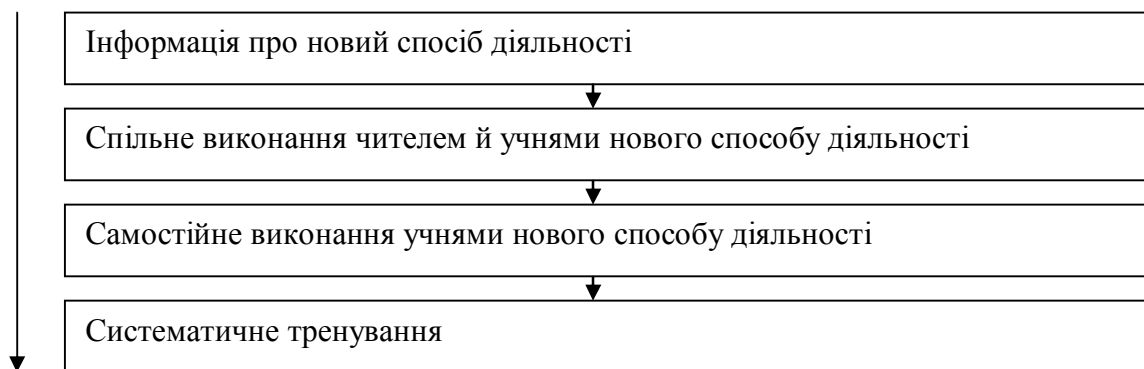 Інформація про новий спосіб діяльності
Спільне виконання чителем й учнями нового способу діяльності
Самостійне виконання учнями нового способу діяльності
Систематичне тренування